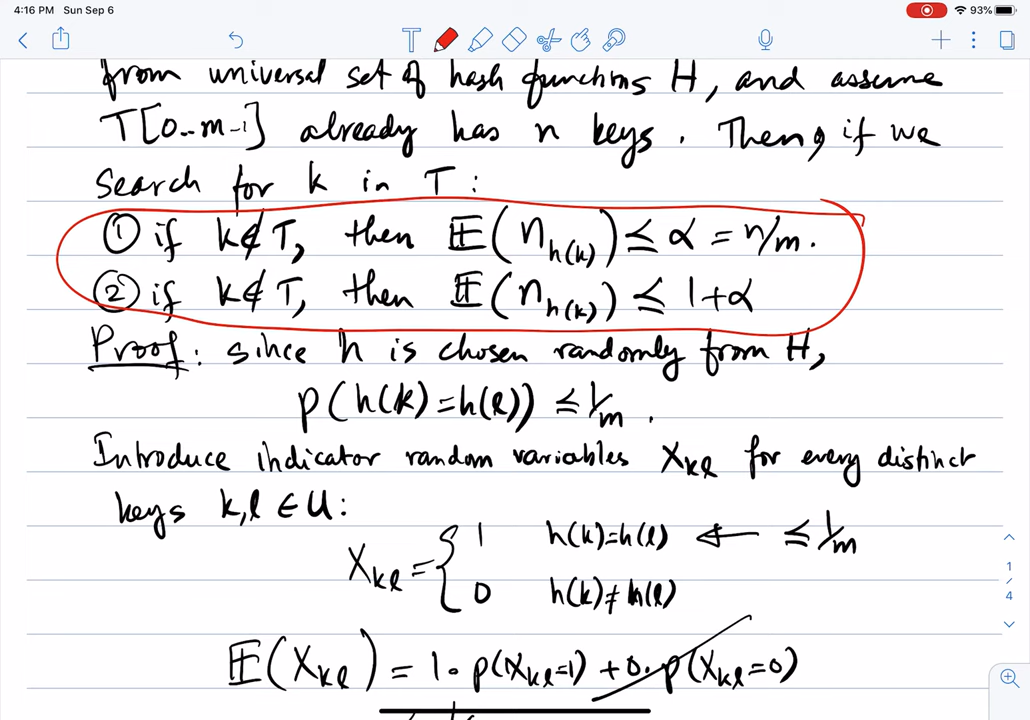 4:16 PM Sun Sep 6
93%
from universal set of hash functions H, and assume
T[0..m-1] already has n keys. Then, if we
search for k in T:
① if k∉T, then 𝔼(n_h(k)) ≤ α = n/m.
② if k∉T, then 𝔼(n_h(k)) ≤ 1+α
Proof: since h is chosen randomly from H,
p(h(k)=h(l)) ≤ 1/m.
Introduce indicator random variables X_kl for every distinct
keys k,l ∈ U:
X_kl = { 1 h(k)=h(l) ← ≤ 1/m
0 h(k)≠h(l)
𝔼(X_kl) = 1· p(X_kl=1) + 0· p(X_kl=0)
1
/
4